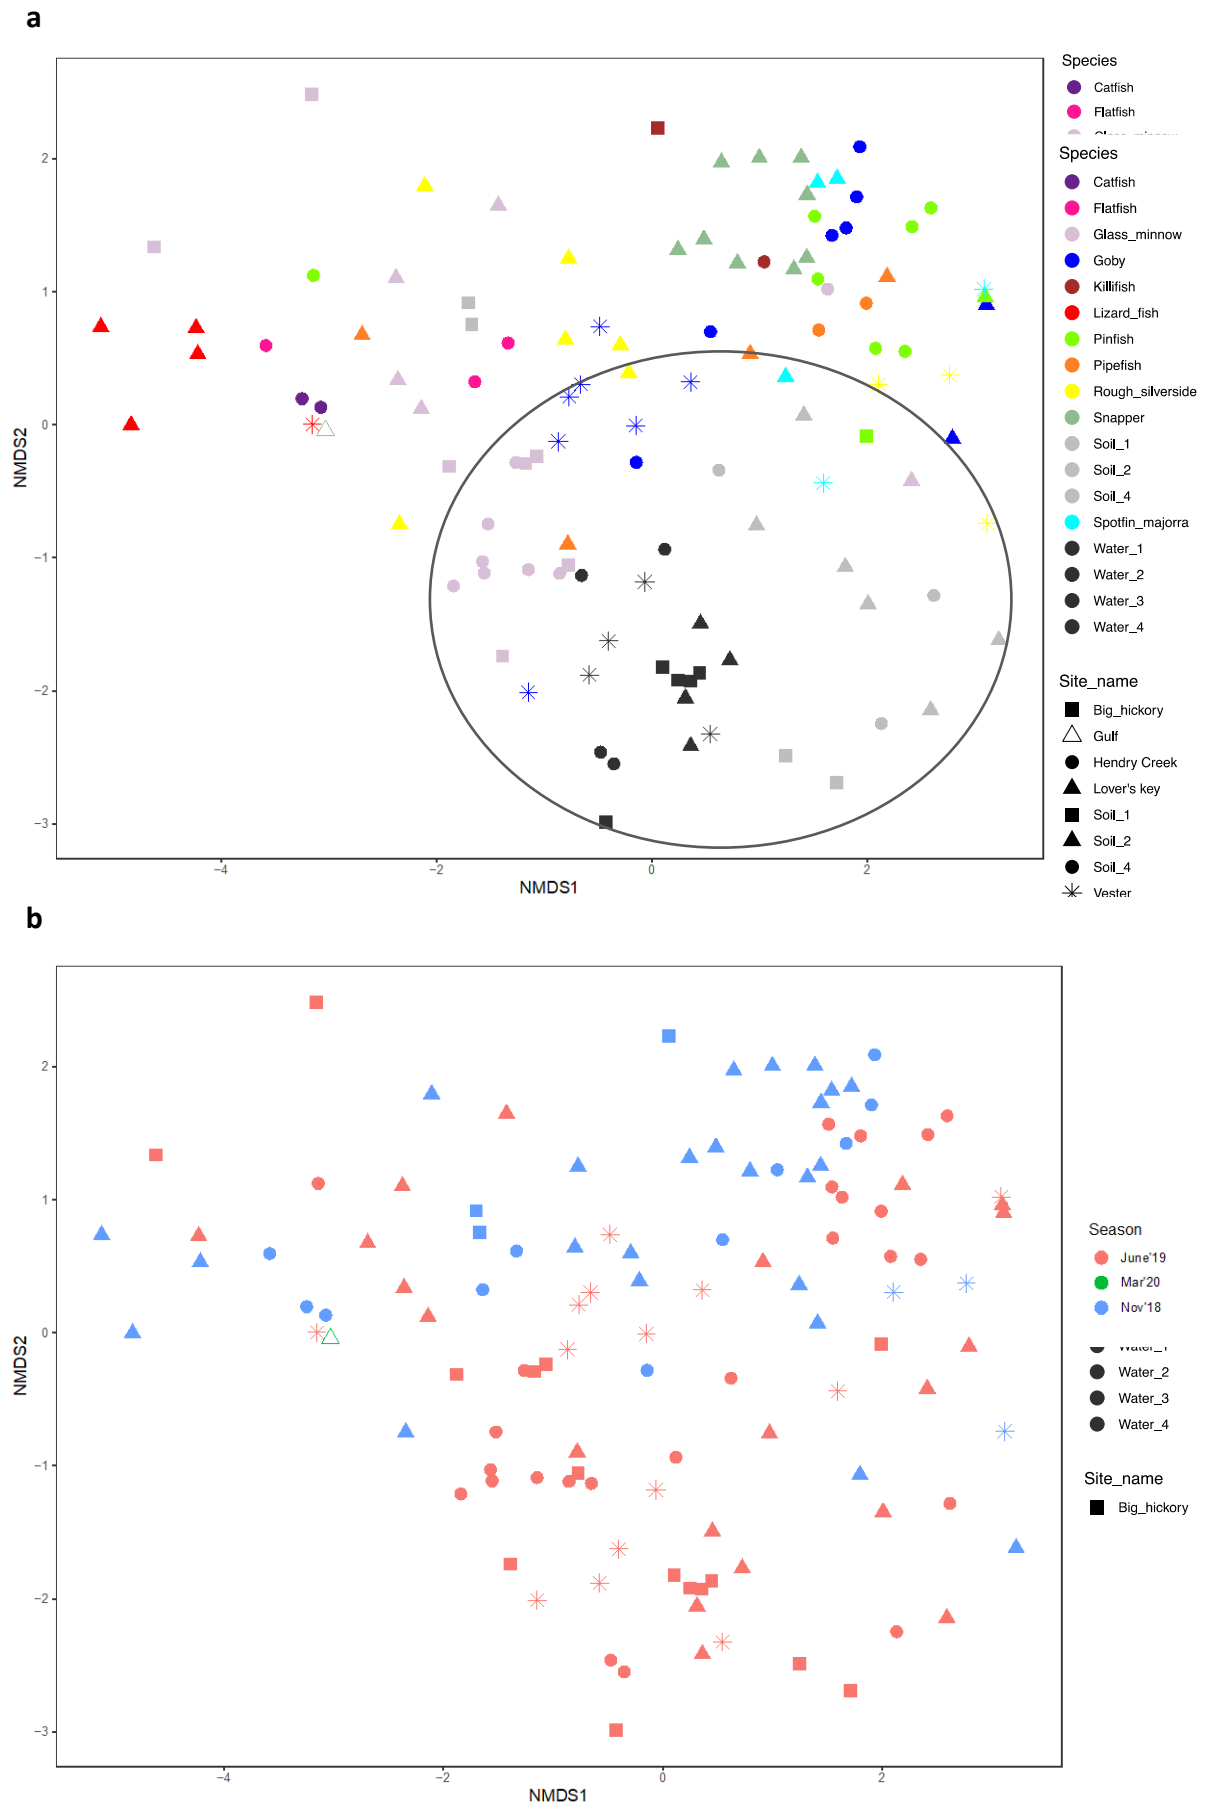 a
Species
Catfish
Flatfish
Species
Catfish
Flatfish
Glass_minnow
Goby
Killifish
Lizard_fish
Pinfish
Pipefish
Rough_silverside
Snapper
Soil_1
Soil_2
Soil_4
Spotfin_majorra
Water_1
Water_2
Water_3
Water_4
Site_name
Big_hickory
Gulf
Hendry Creek
Lover's key
Soil_1
Soil_2
Soil_4
Vester
2
1
0
−1
−2
−3
NMDS2
−4
−2
0
2
NMDS1
b
2
1
0
−1
−2
−3
NMDS2
−4
−2
0
2
NMDS1
Season
June'19
Mar'20
Nov'18
Water_2
Water_3
Water_4
Site_name
Big_hickory